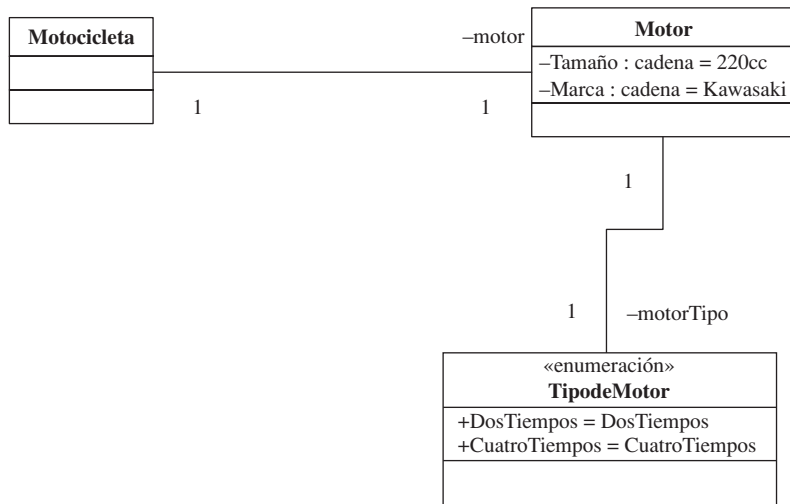 Motocicleta
–motor
Motor
–Tamaño : cadena = 220cc
–Marca : cadena = Kawasaki
1
1
1
1
–motorTipo
«enumeración»
TipodeMotor
+DosTiempos = DosTiempos
+CuatroTiempos = CuatroTiempos